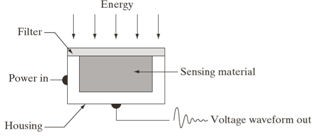 Energy
Filter
Power in
Sensing material
Voltage waveform out
Housing